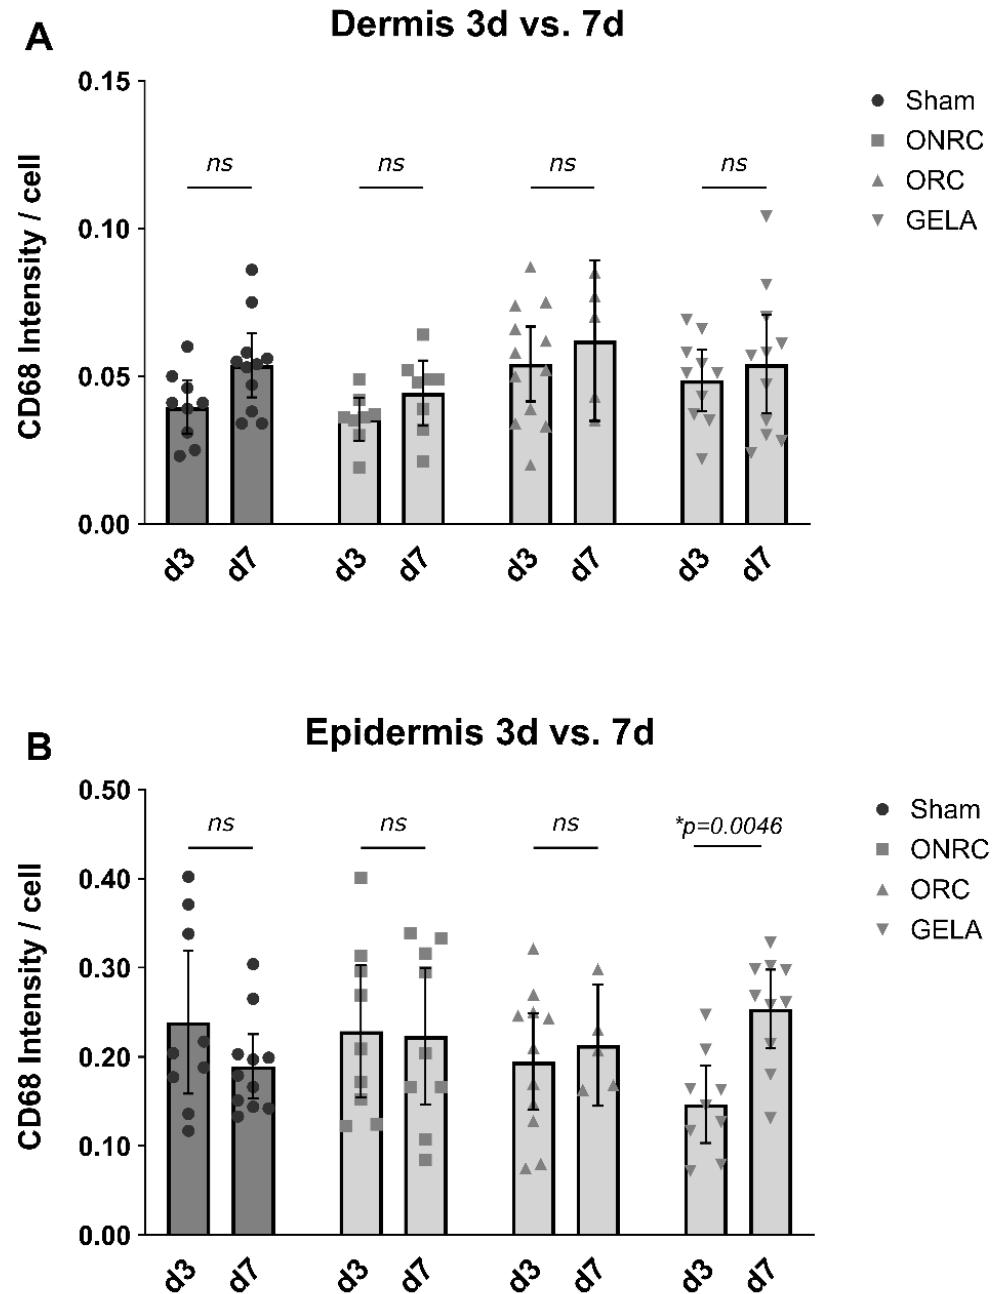 A
Dermis 3d vs. 7d
CD68 Intensity / cell
0.15
0.10
0.05
0.00
ns
ns
ns
ns
Sham
ONRC
ORC
GELA
d3
d7
d3
d7
d3
d7
d3
d7
B
Epidermis 3d vs. 7d
CD68 Intensity / cell
0.50
0.40
0.30
0.20
0.10
0.00
ns
ns
ns
*p=0.0046
Sham
ONRC
ORC
GELA
d3
d7
d3
d7
d3
d7
d3
d7